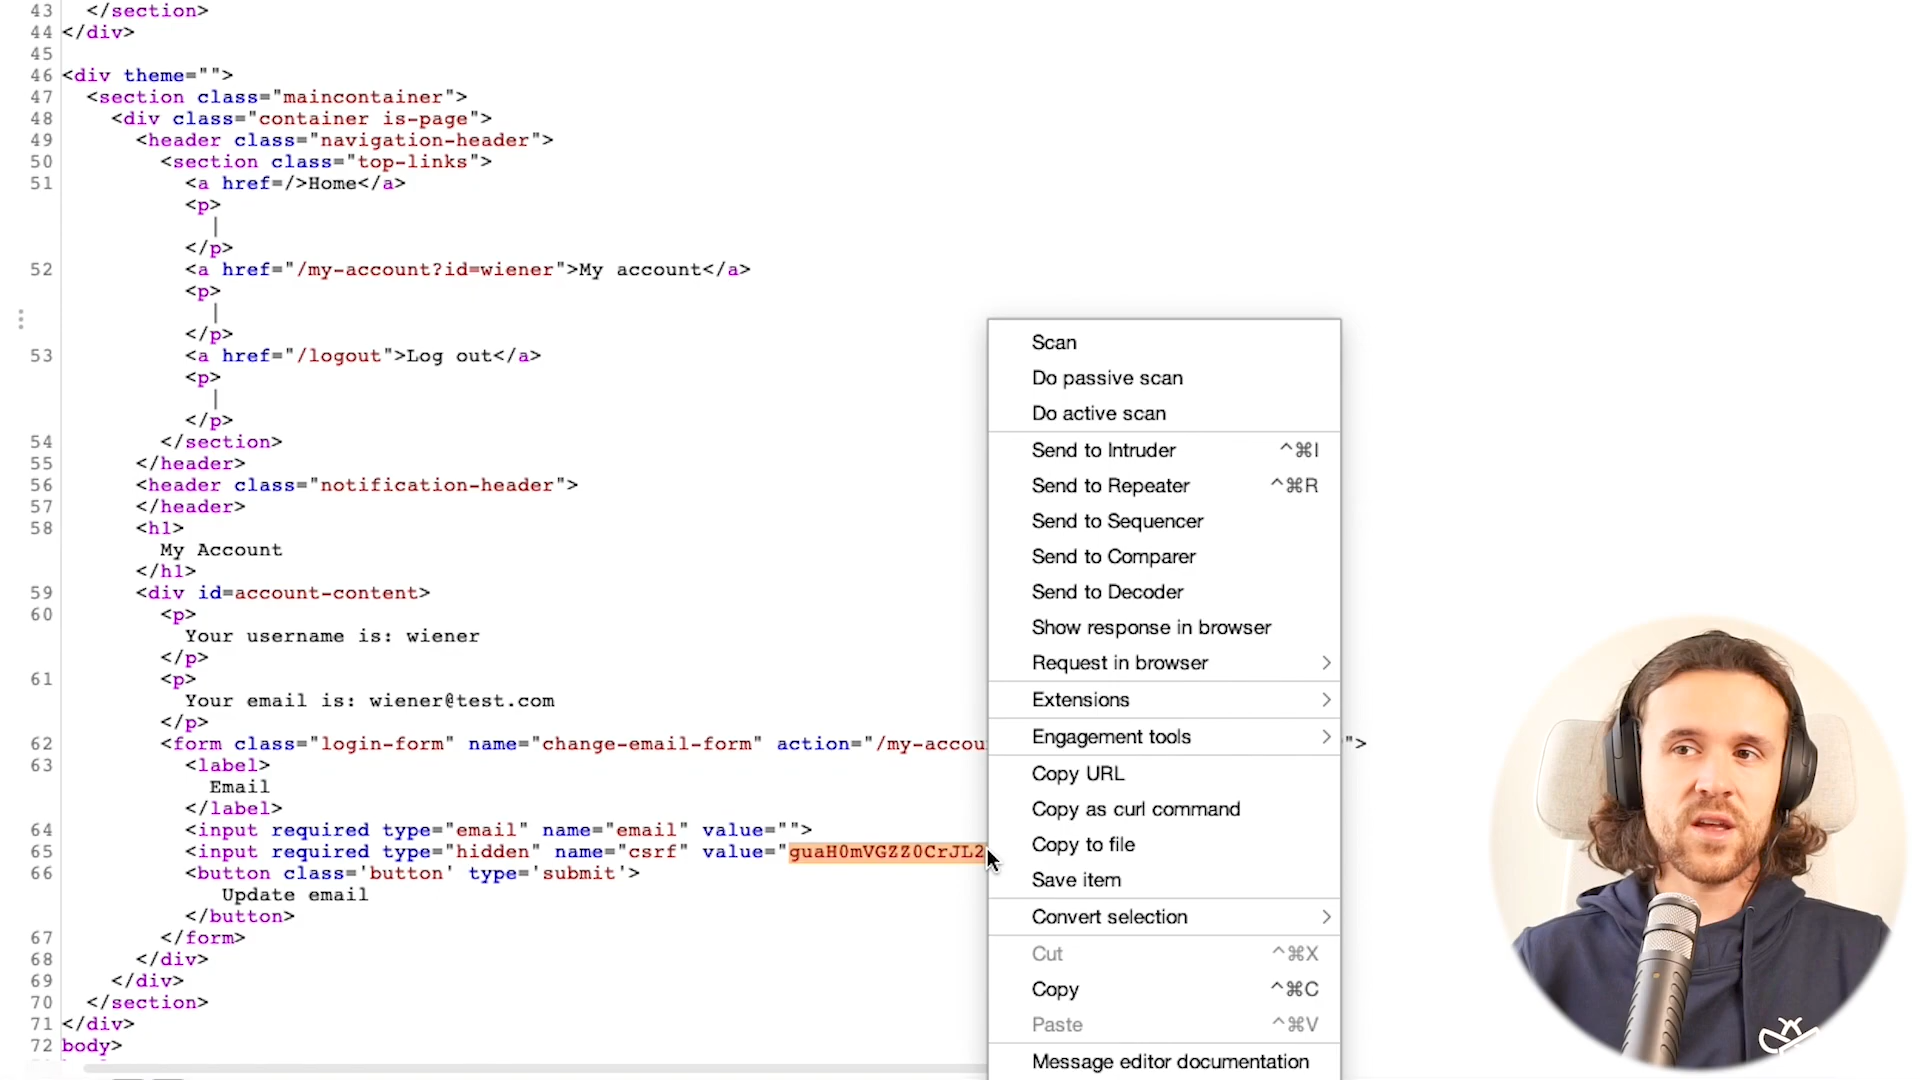 43 </section>
44 </div>
45
46 <div theme="">
47 <section class="maincontainer">
48 <div class="container is-page">
49 <header class="navigation-header">
50 <section class="top-links">
51 <a href=/>Home</a>
<p>
|
</p>
52 <a href="/my-account?id=wiener">My account</a>
<p>
|
</p>
53 <a href="/logout">Log out</a>
<p>
|
</p>
54 </section>
55 </header>
56 <header class="notification-header">
57 </header>
58 <h1>
My Account
</h1>
59 <div id=account-content>
60 <p>
Your username is: wiener
</p>
61 <p>
Your email is: wiener@test.com
</p>
62 <form class="login-form" name="change-email-form" action="/my-accou ">
63 <label>
Email
</label>
64 <input required type="email" name="email" value="">
65 <input required type="hidden" name="csrf" value="guaH0mVGZZ0CrJL2
66 <button class='button' type='submit'>
Update email
</button>
67 </form>
68 </div>
69 </div>
70 </section>
71 </div>
72 body>
Scan
Do passive scan
Do active scan
Send to Intruder ^⌘I
Send to Repeater ^⌘R
Send to Sequencer
Send to Comparer
Send to Decoder
Show response in browser
Request in browser
Extensions
Engagement tools
Copy URL
Copy as curl command
Copy to file
Save item
Convert selection
Cut ^⌘X
Copy ^⌘C
Paste ^⌘V
Message editor documentation